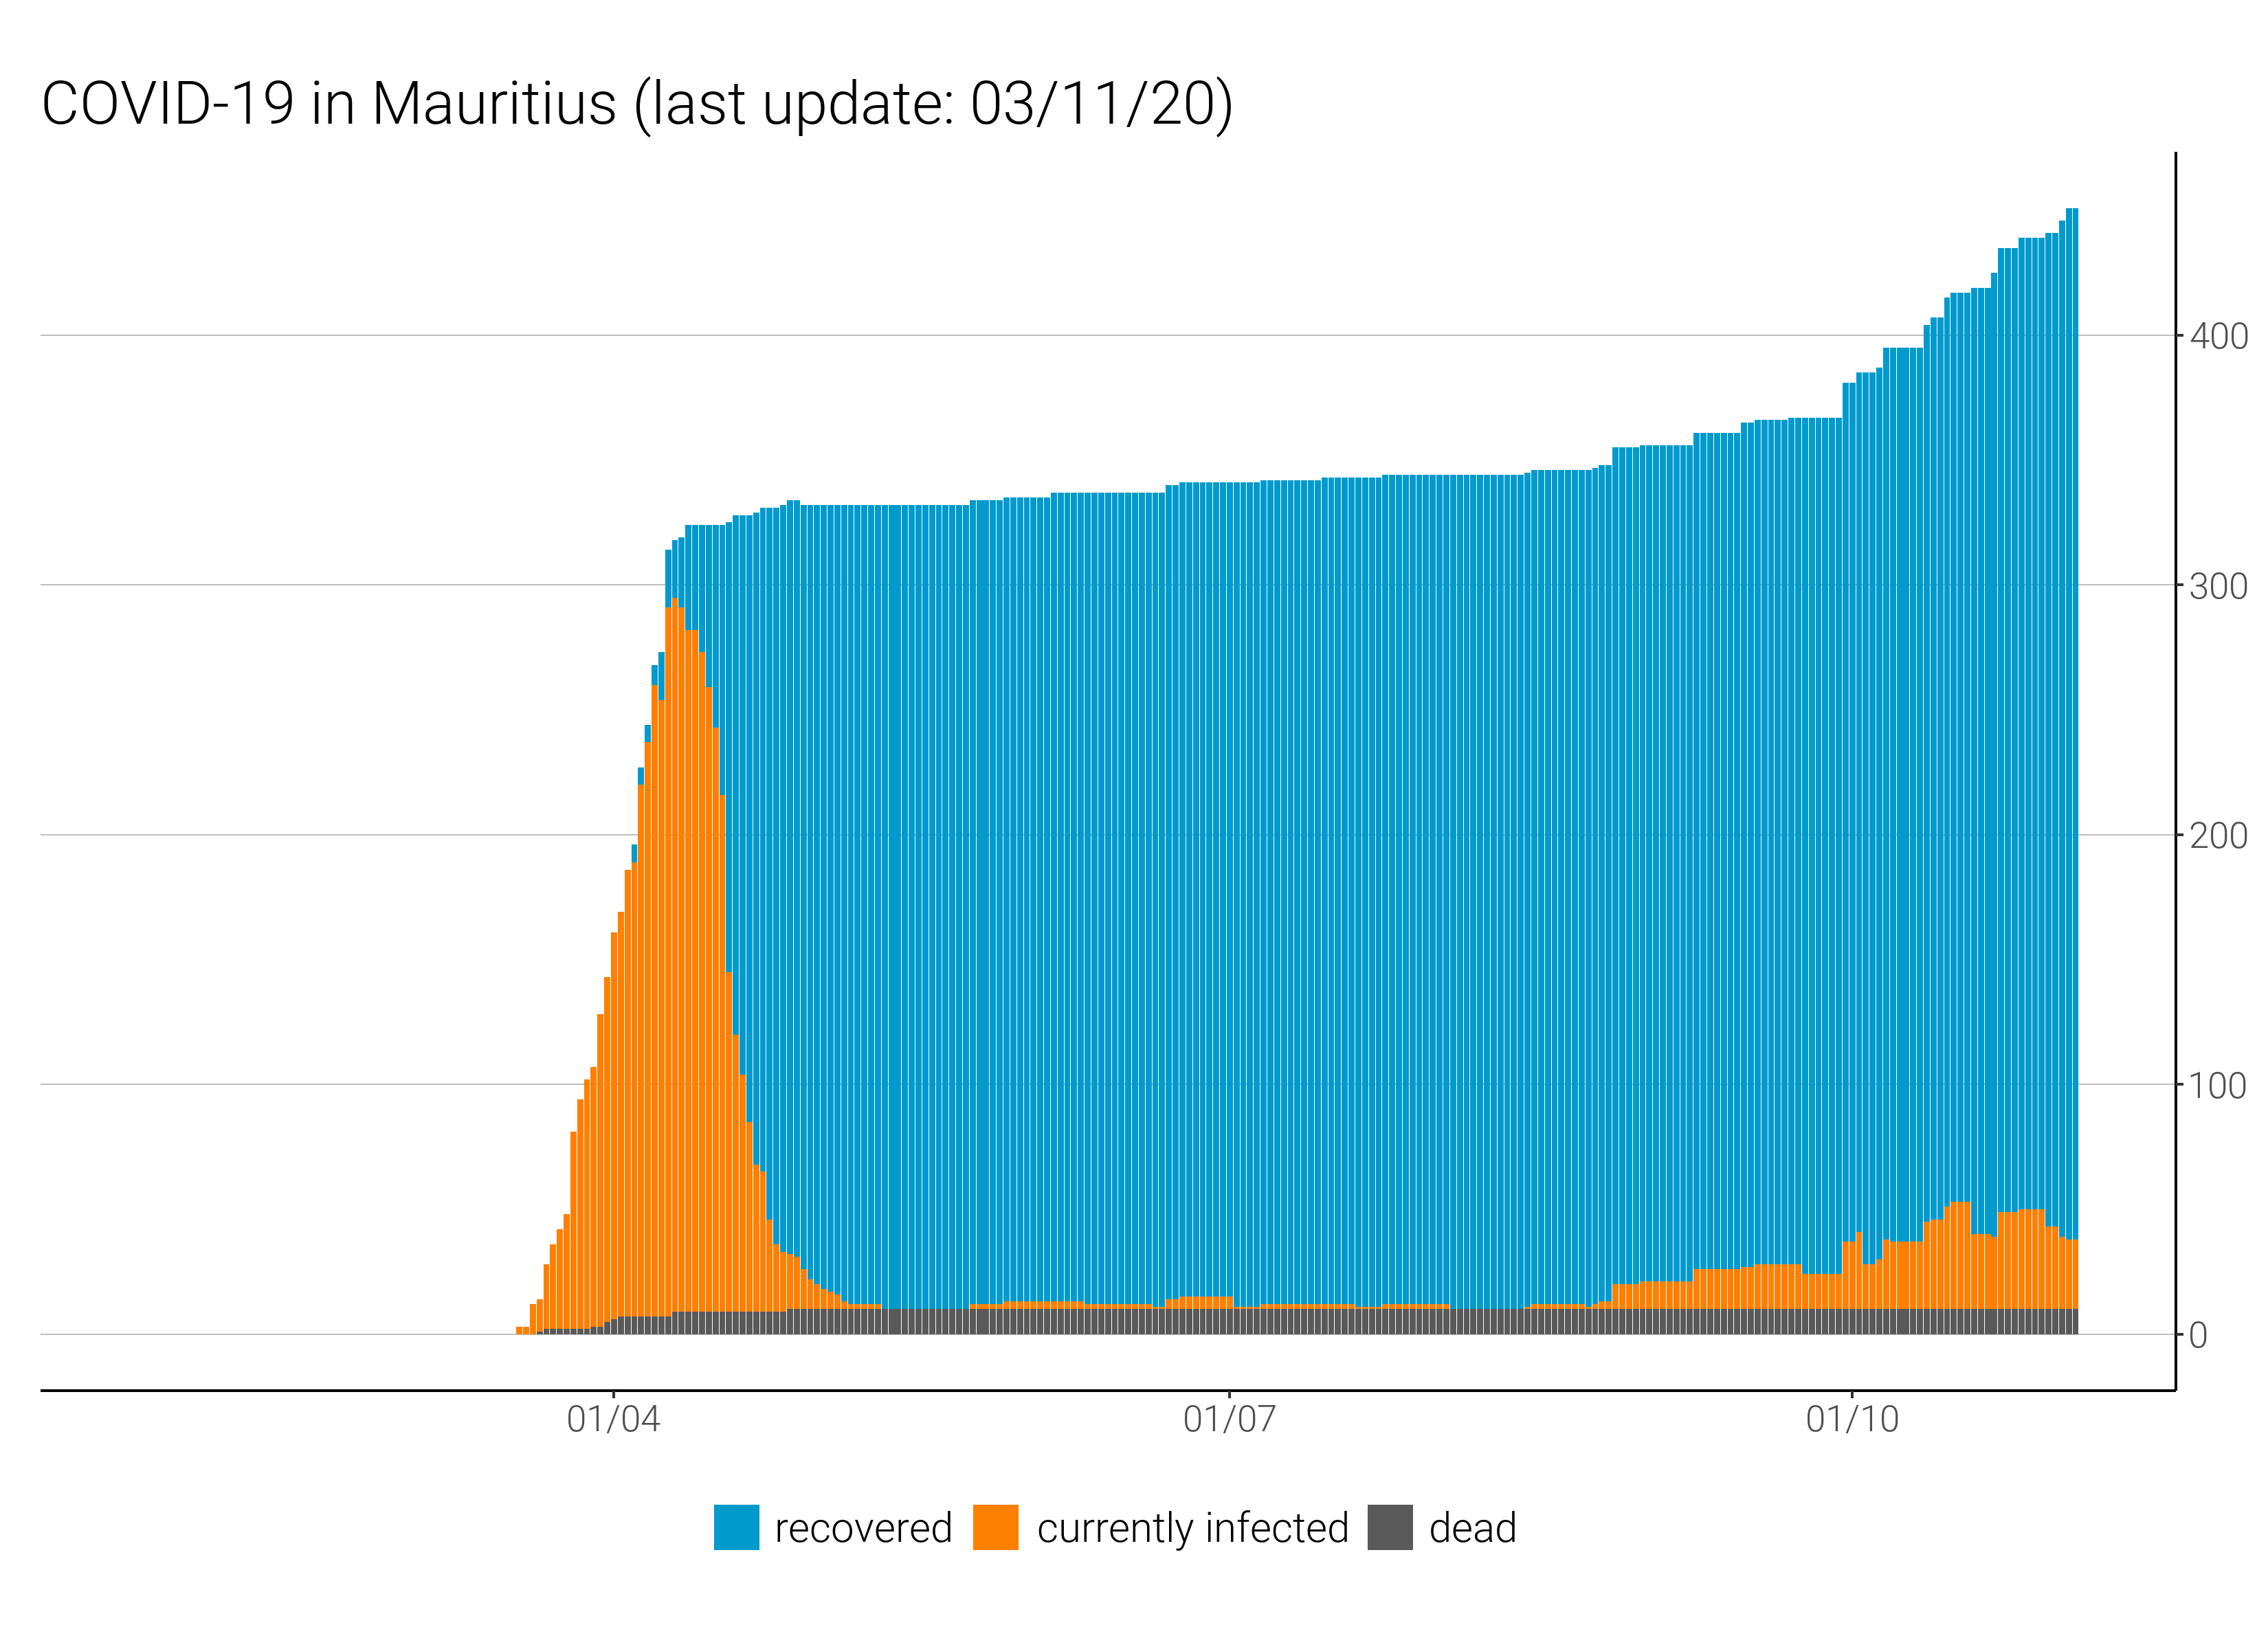 COVID-19 in Mauritius (last update: 03/11/20)
400
300
200
100
0
01/04 01/07 01/10
recovered currently infected dead